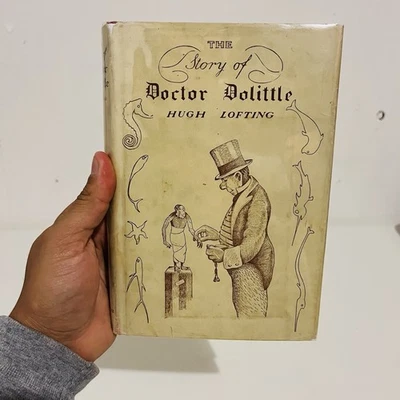 THE
Story of
Doctor Dolittle
HUGH LOFTING